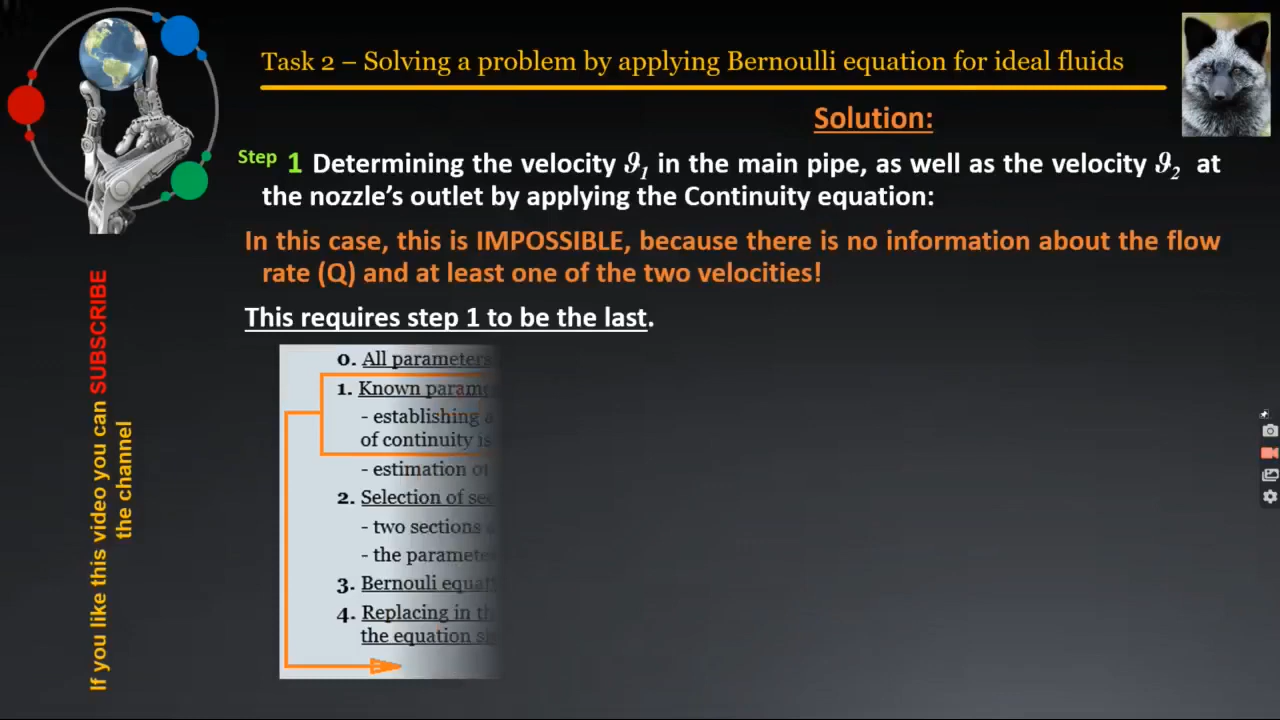 Task 2 – Solving a problem by applying Bernoulli equation for ideal fluids
Solution:
Step 1 Determining the velocity ϑ1 in the main pipe, as well as the velocity ϑ2 at
the nozzle's outlet by applying the Continuity equation:
In this case, this is IMPOSSIBLE, because there is no information about the flow
rate (Q) and at least one of the two velocities!
This requires step 1 to be the last.
0. All parameters
1. Known
- establishing
of continuity is
- estimation
2. Selection of
- two sections
- the
3. Bernouli
4. Replacing in
the equation
If you like this video you can SUBSCRIBE
the channel